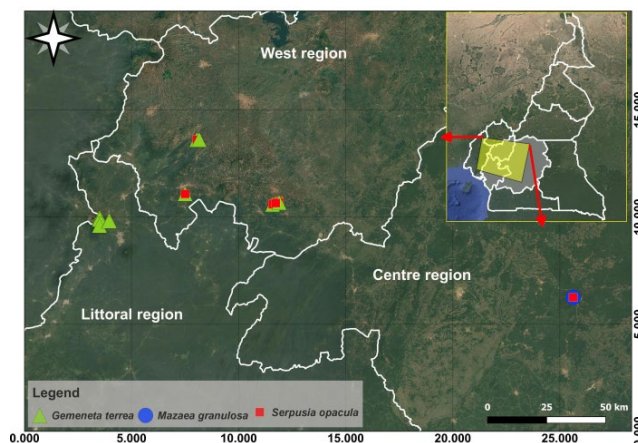 West region
15.000
10.000
Centre region
Littoral region
5.000
Legend
Gemeneta terrea
Mazaea granulosa
Serpusia opacula
0 25 50 km
0.000 5.000 10.000 15.000 20.000 25.000